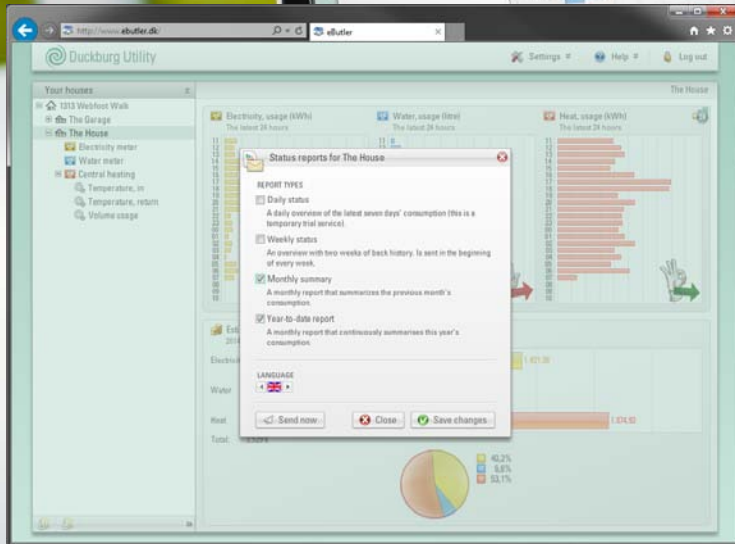 http://www.ebutler.dk/
eButler
Duckburg Utility
Settings
Help
Log out
Your houses
The House
1313 Webfoot Walk
The Garage
The House
Electricity meter
Water meter
Central heating
Temperature, in
Temperature, return
Volume usage
Electricity, usage (kWh)
The latest 24 hours
Water, usage (litre)
The latest 24 hours
Heat, usage (kWh)
The latest 24 hours
Status reports for The House
REPORT TYPES
Daily status
A daily overview of the latest seven days' consumption (this is a
temporary trial service).
Weekly status
An overview with two weeks of back history. Is sent in the beginning
of every week.
Monthly summary
A monthly report that summarizes the previous month's
consumption.
Year-to-date report
A monthly report that continuously summarises this year's
consumption.
LANGUAGE
Send now
Close
Save changes
Water
Heat
Total:
40,2%
53,1%